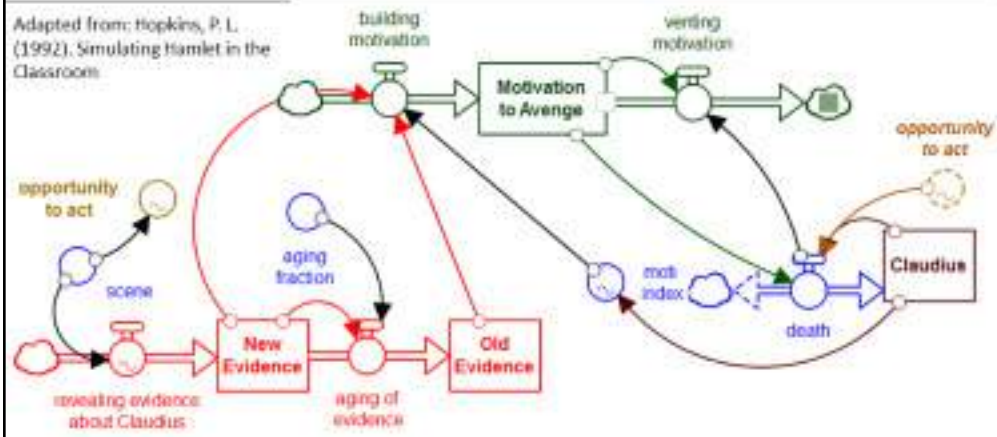 Adapted from: Hopkins, P. L.
(1992). Simulating Hamlet in the
Classroom
building
motivation
venting
motivation
Motivation
to Avenge
opportunity
to act
opportunity
to act
aging
fraction
scene
moti
index
Claudius
death
New
Evidence
Old
Evidence
revealing evidence
about Claudius
aging of
evidence